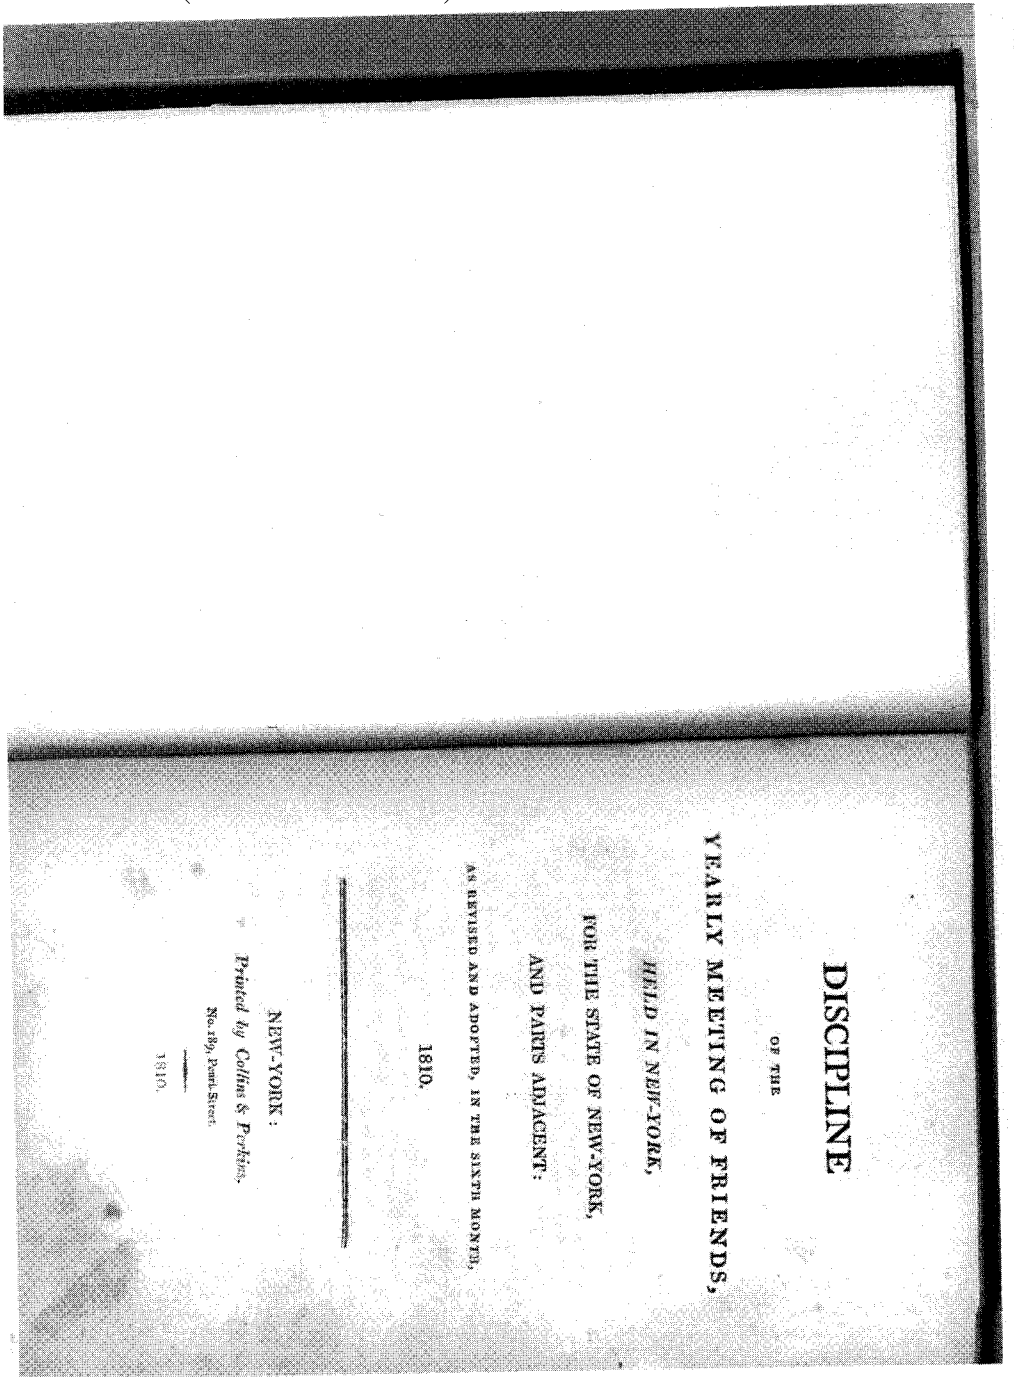 DISCIPLINE
OF THE
YEARLY MEETING OF FRIENDS,
HELD IN NEW-YORK,
FOR THE STATE OF NEW-YORK,
AND PARTS ADJACENT:
AS REVISED AND ADOPTED, IN THE SIXTH MONTH,
1810.
NEW-YORK:
Printed by Collins & Perkins.
No. 189, Pearl-Street.
1810.